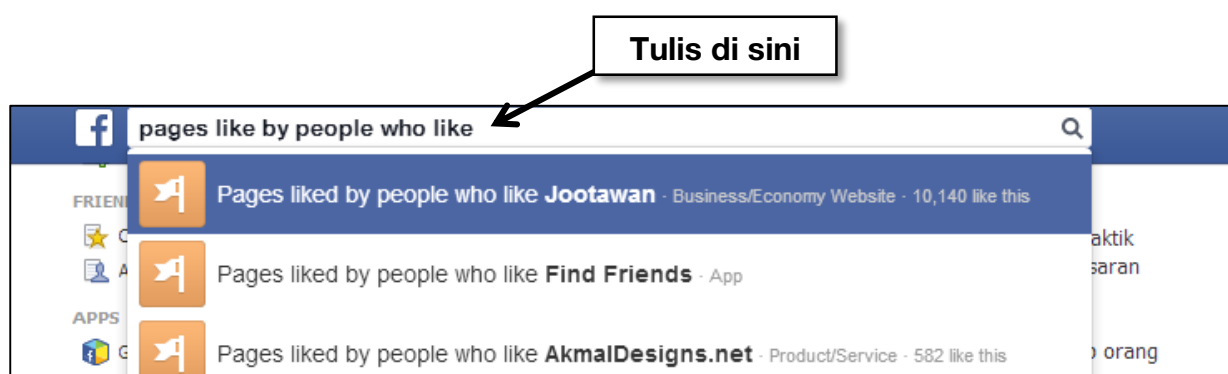 Tulis di sini
f pages like by people who like
Pages liked by people who like Jootawan · Business/Economy Website · 10,140 like this
Pages liked by people who like Find Friends · App
Pages liked by people who like AkmalDesigns.net · Product/Service · 582 like this
FRIEN
APPS
aktik
saran
orang